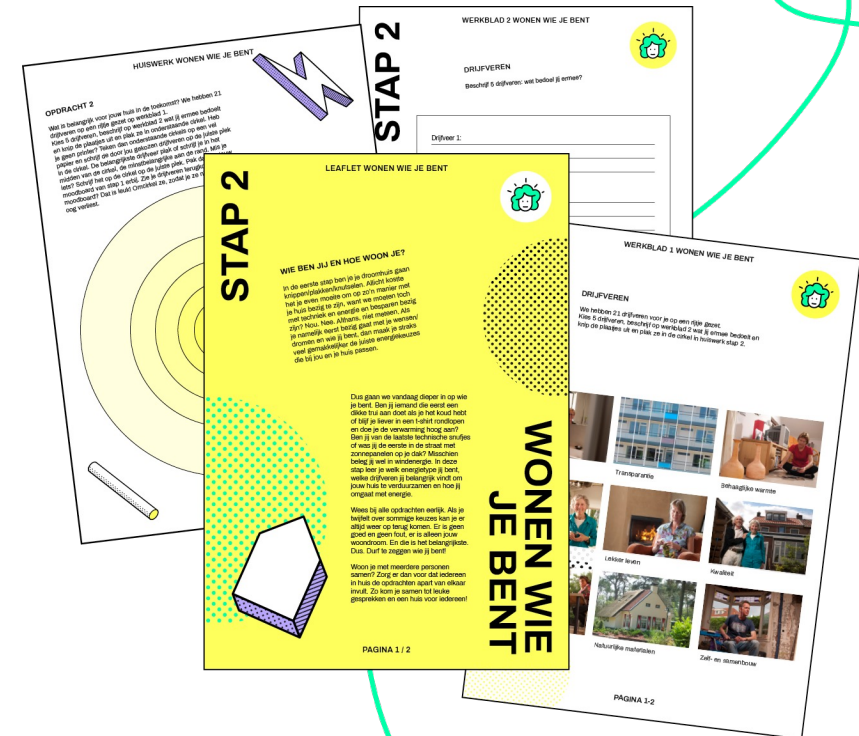 HUISWERK WONEN WIE JE BENT
OPDRACHT 2
Wat is belangrijk voor jouw huis in de toekomst? We hebben 21
drijfveren op een rijtje gezet op werkblad 1.
Kies 5 drijfveren, beschrijf op werkblad 2 wat jij ermee bedoelt
en knip de plaatjes uit en plak ze in onderstaande cirkel. Heb
je geen printer? Teken dan onderstaande cirkels op een vel
papier en schrijf de door jou gekozen drijfveren op de juiste plek
in de cirkel. De belangrijkste drijfveer plak of schrijf je in het
midden van de cirkel, de minstbelangrijke aan de rand. Mis je
iets? Schrijf het op de cirkel op de juiste plek. Pak
moodboard van stap 1 erbij. Zie je drijfveren
moodboard? Dat is leuk! Omcirkel ze, zodat je ze
oog verliest.
STAP 2
WERKBLAD 2 WONEN WIE JE BENT
DRIJFVEREN
Beschrijf 5 drijfveren: wat bedoel jij ermee?
Drijfveer 1:
STAP 2
LEAFLET WONEN WIE JE BENT
WIE BEN JIJ EN HOE WOON JE?
In de eerste stap ben je je droomhuis gaan
knippen/plakken/knutselen. Allicht kostte
het je even moeite om op zo'n manier met
je huis bezig te zijn, want we moeten toch
met techniek en energie en besparen bezig
zijn? Nou. Nee. Althans, niet meteen. Als
je namelijk eerst bezig gaat met je wensen/
dromen en wie jij bent, dan maak je straks
veel gemakkelijker de juiste energiekeuzes
die bij jou en je huis passen.
Dus gaan we vandaag dieper in op wie
je bent. Ben jij iemand die eerst een
dikke trui aan doet als je het koud hebt
of blijf je liever in een t-shirt rondlopen
en doe je de verwarming hoog aan?
Ben jij van de laatste technische snufjes
of was jij de eerste in de straat met
zonnepanelen op je dak? Misschien
beleg jij wel in windenergie. In deze
stap leer je welk energietype jij bent,
welke drijfveren jij belangrijk vindt om
jouw huis te verduurzamen en hoe jij
omgaat met energie.
Wees bij alle opdrachten eerlijk. Als je
twijfelt over sommige keuzes kan je er
altijd weer op terug komen. Er is geen
goed en geen fout, er is alleen jouw
woondroom. En die is het belangrijkste.
Dus. Durf te zeggen wie jij bent!
Woon je met meerdere personen
samen? Zorg er dan voor dat iedereen
in huis de opdrachten apart van elkaar
invult. Zo kom je samen tot leuke
gesprekken en een huis voor iedereen!
WONEN WIE
JE BENT
PAGINA 1 / 2
WERKBLAD 1 WONEN WIE JE BENT
DRIJFVEREN
We hebben 21 drijfveren voor je op een rijtje gezet.
Kies 5 drijfveren, beschrijf op werkblad 2 wat jij ermee bedoelt en
knip de plaatjes uit en plak ze in de cirkel in huiswerk stap 2.
Transparantie
Behaaglijke warmte
Lekker leven
Kwaliteit
Natuurlijke materialen
Zelf- en samenbouw
PAGINA 1-2